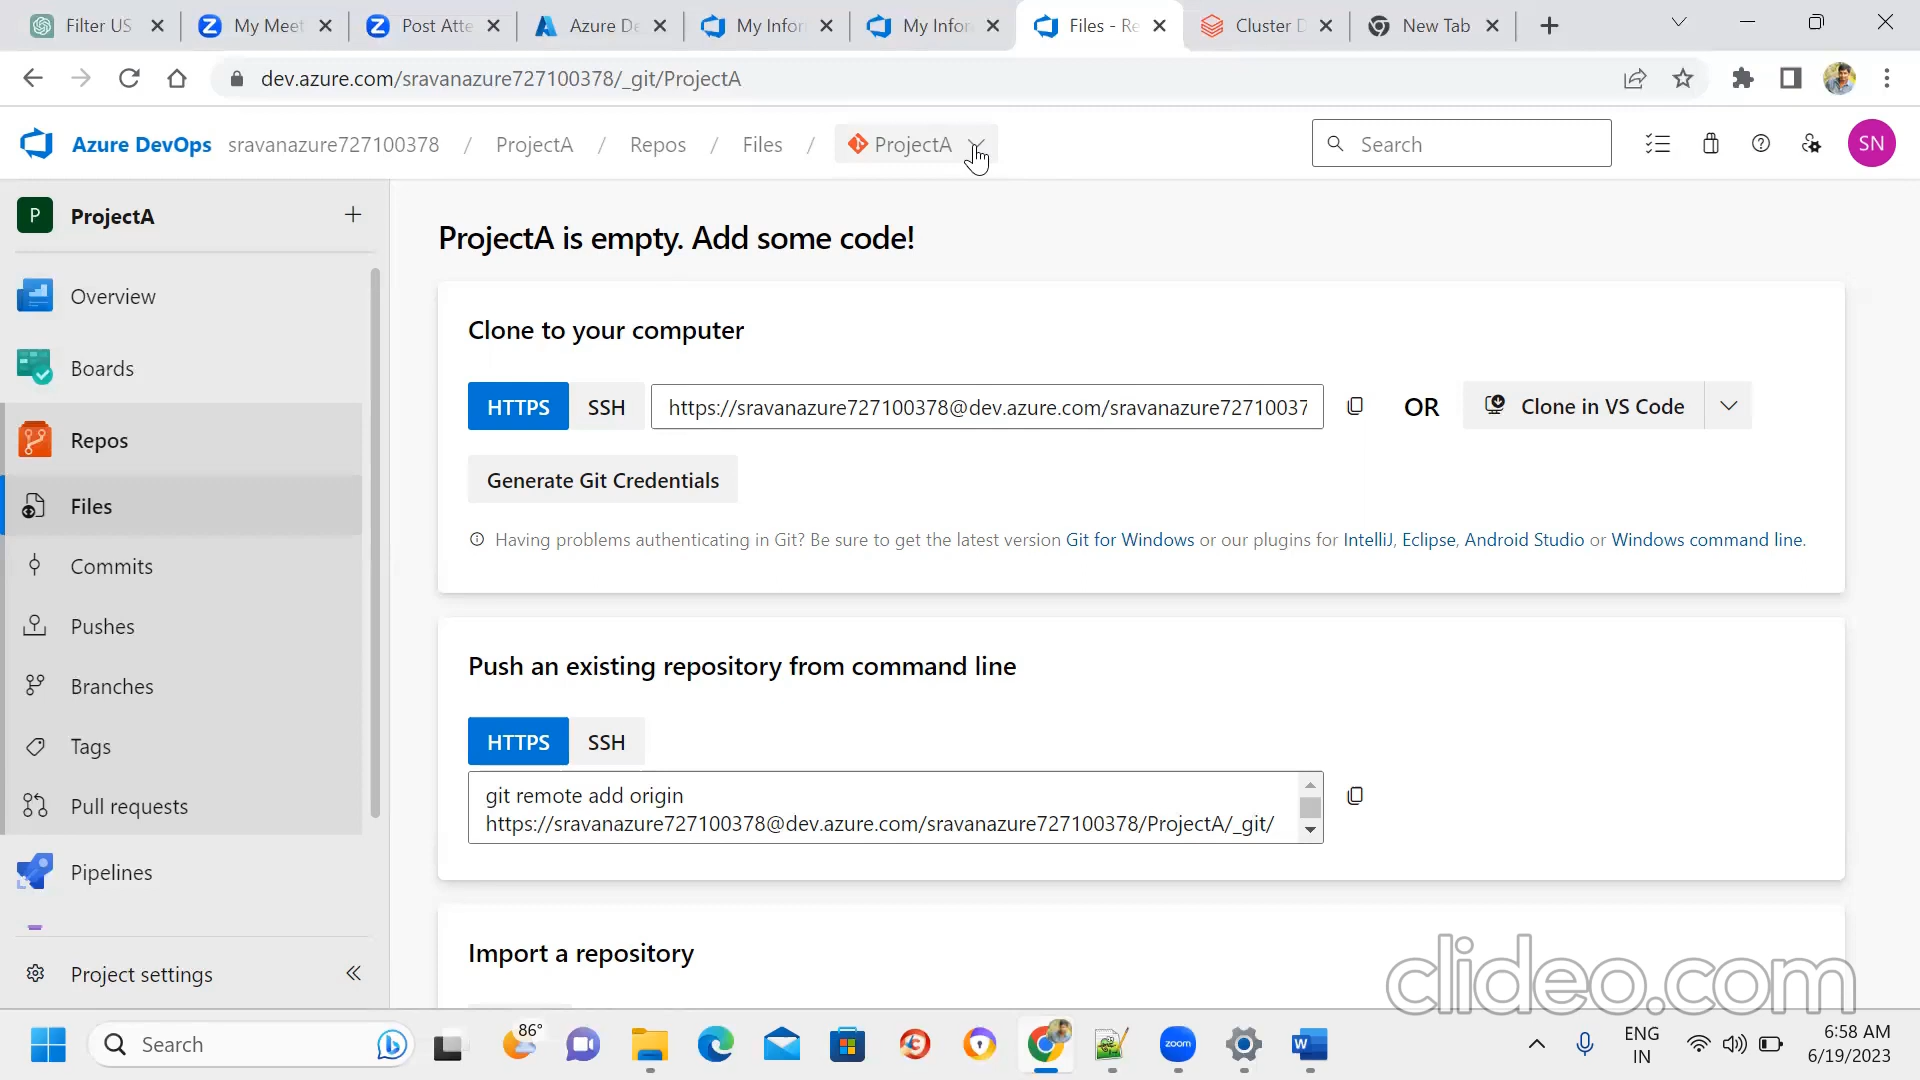 Filter US
My Meet
Post Atte
Azure De
My Infor
My Infor
Files - Re
Cluster D
New Tab
dev.azure.com/sravanazure727100378/_git/ProjectA
Azure DevOps sravanazure727100378 / ProjectA / Repos / Files / ProjectA
Search
SN
P ProjectA
Overview
Boards
Repos
Files
Commits
Pushes
Branches
Tags
Pull requests
Pipelines
Project settings
ProjectA is empty. Add some code!
Clone to your computer
HTTPS SSH https://sravanazure727100378@dev.azure.com/sravanazure72710037 OR Clone in VS Code
Generate Git Credentials
Having problems authenticating in Git? Be sure to get the latest version Git for Windows or our plugins for IntelliJ, Eclipse, Android Studio or Windows command line.
Push an existing repository from command line
HTTPS SSH
git remote add origin
https://sravanazure727100378@dev.azure.com/sravanazure727100378/ProjectA/_git/
Import a repository
clideo.com
Search
86°
zoom
W
ENG
IN
6:58 AM
6/19/2023